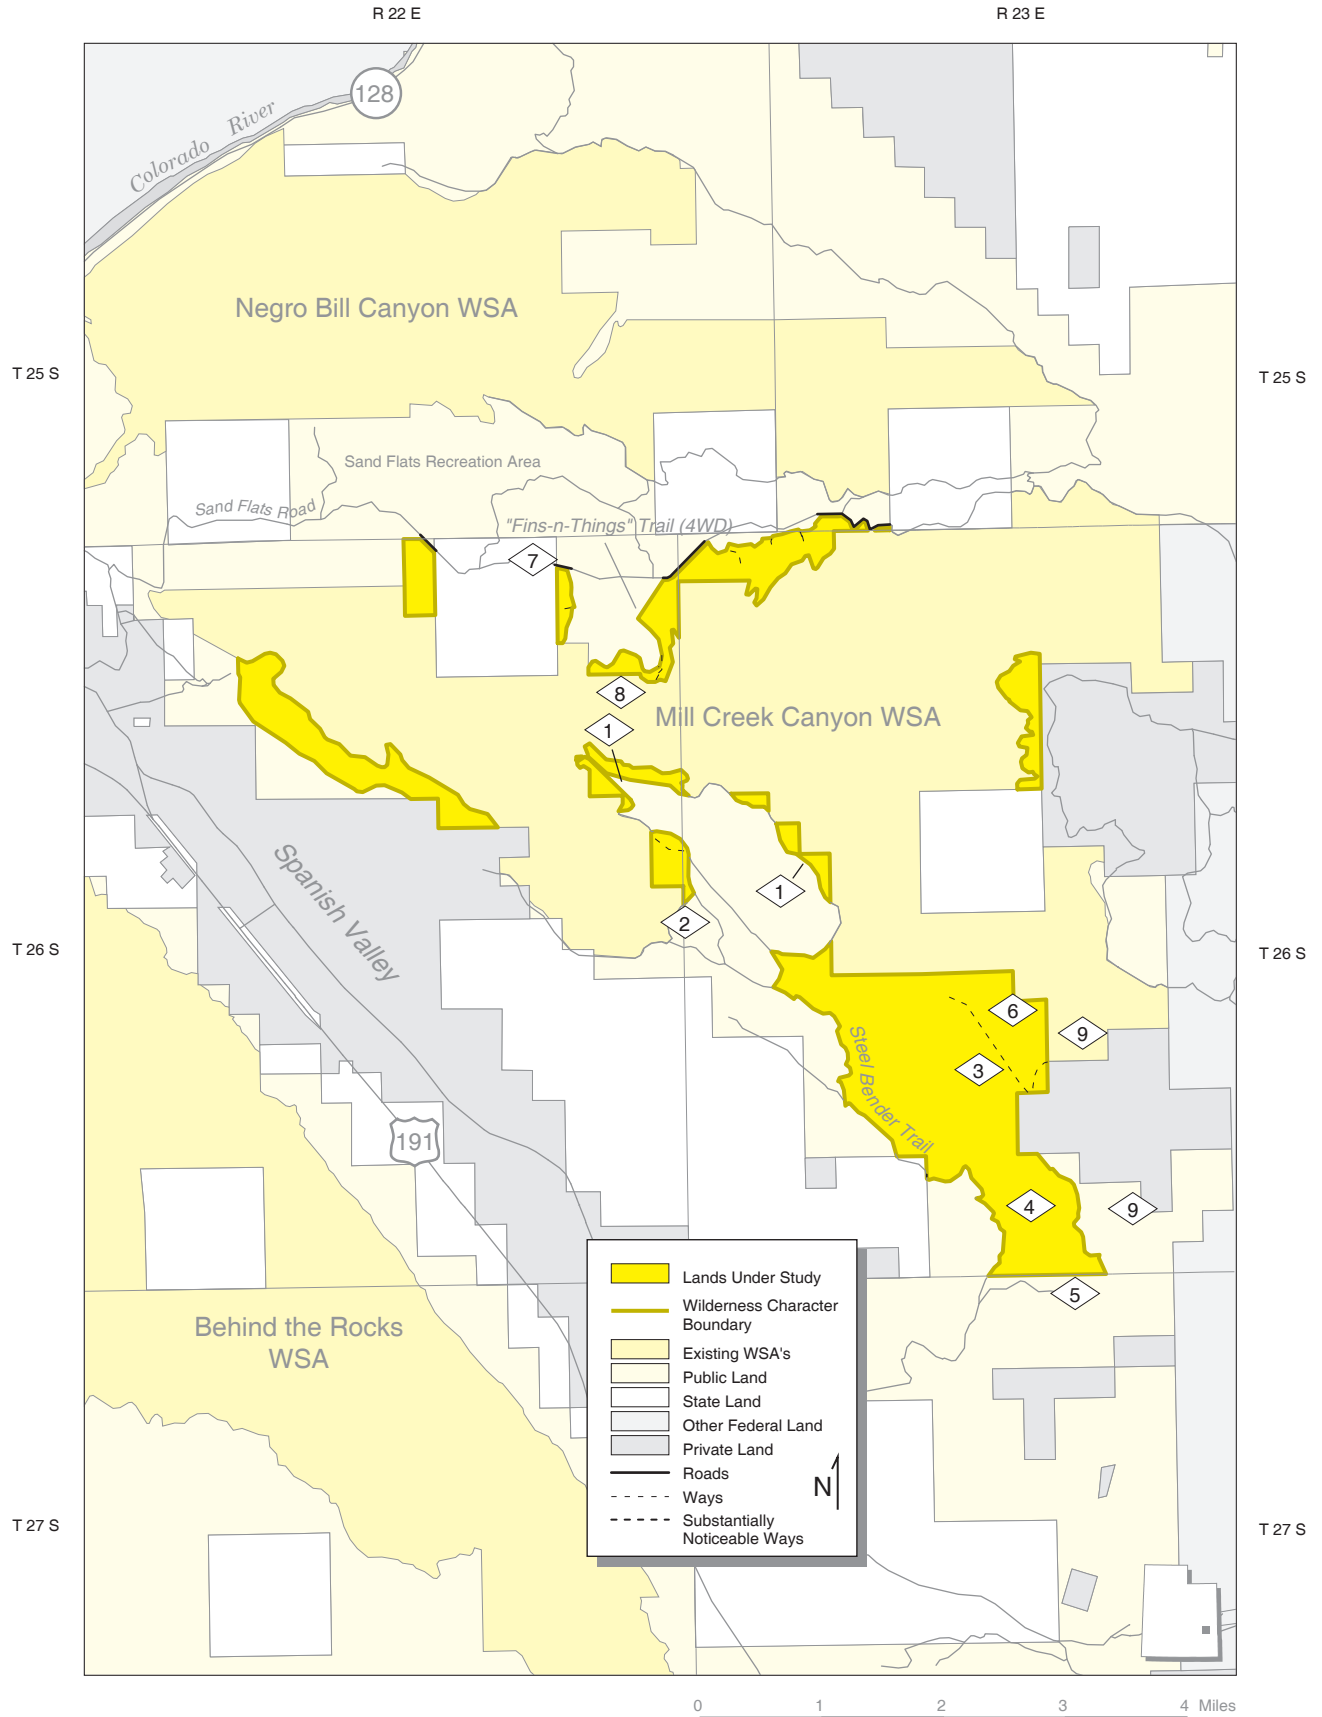 R 22 E
R 23 E
128
Colorado River
Negro Bill Canyon WSA
T 25 S
T 25 S
Sand Flats Recreation Area
Sand Flats Road
"Fins-n-Things" Trail (4WD)
7
8
Mill Creek Canyon WSA
1
1
2
Spanish Valley
T 26 S
T 26 S
6
9
3
Steel Bender Trail
191
4
9
5
Behind the Rocks
WSA
Lands Under Study
Wilderness Character
Boundary
Existing WSA's
Public Land
State Land
Other Federal Land
Private Land
Roads
Ways
Substantially
Noticeable Ways
N
T 27 S
T 27 S
0 1 2 3 4 Miles